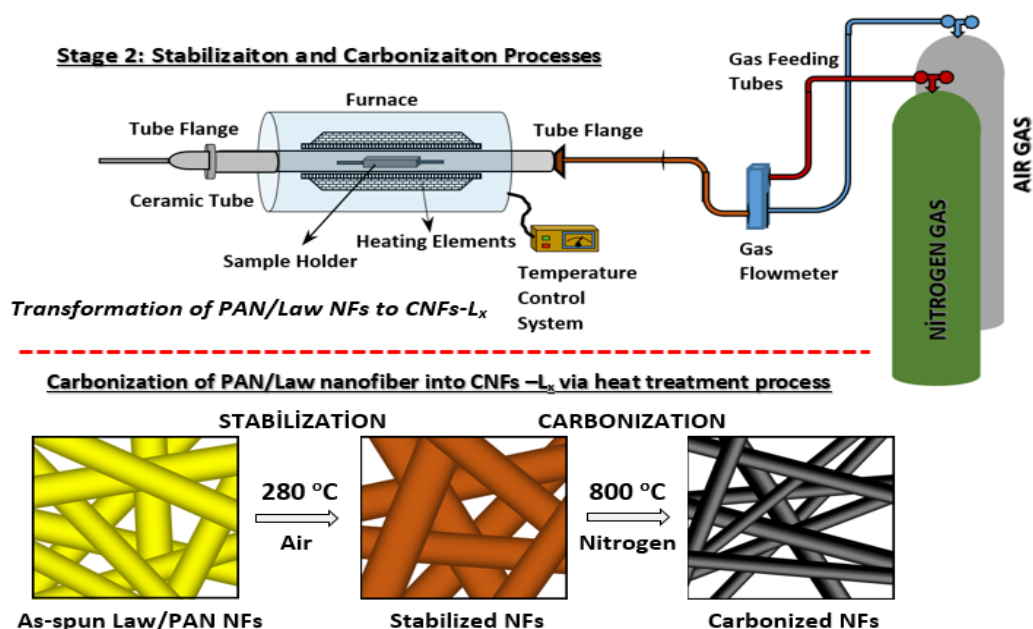 Stage 2: Stabilizaiton and Carbonizaiton Processes
Gas Feeding
Tubes
Furnace
Tube Flange
Tube Flange
Ceramic Tube
Heating Elements
Sample Holder
Temperature
Control
System
Gas
Flowmeter
NİTROGEN GAS
AIR GAS
Transformation of PAN/Law NFs to CNFs-Lₓ
Carbonization of PAN/Law nanofiber into CNFs –Lₓ via heat treatment process
STABİLİZATİON
CARBONIZATION
280 °C
Air
800 °C
Nitrogen
As-spun Law/PAN NFs
Stabilized NFs
Carbonized NFs